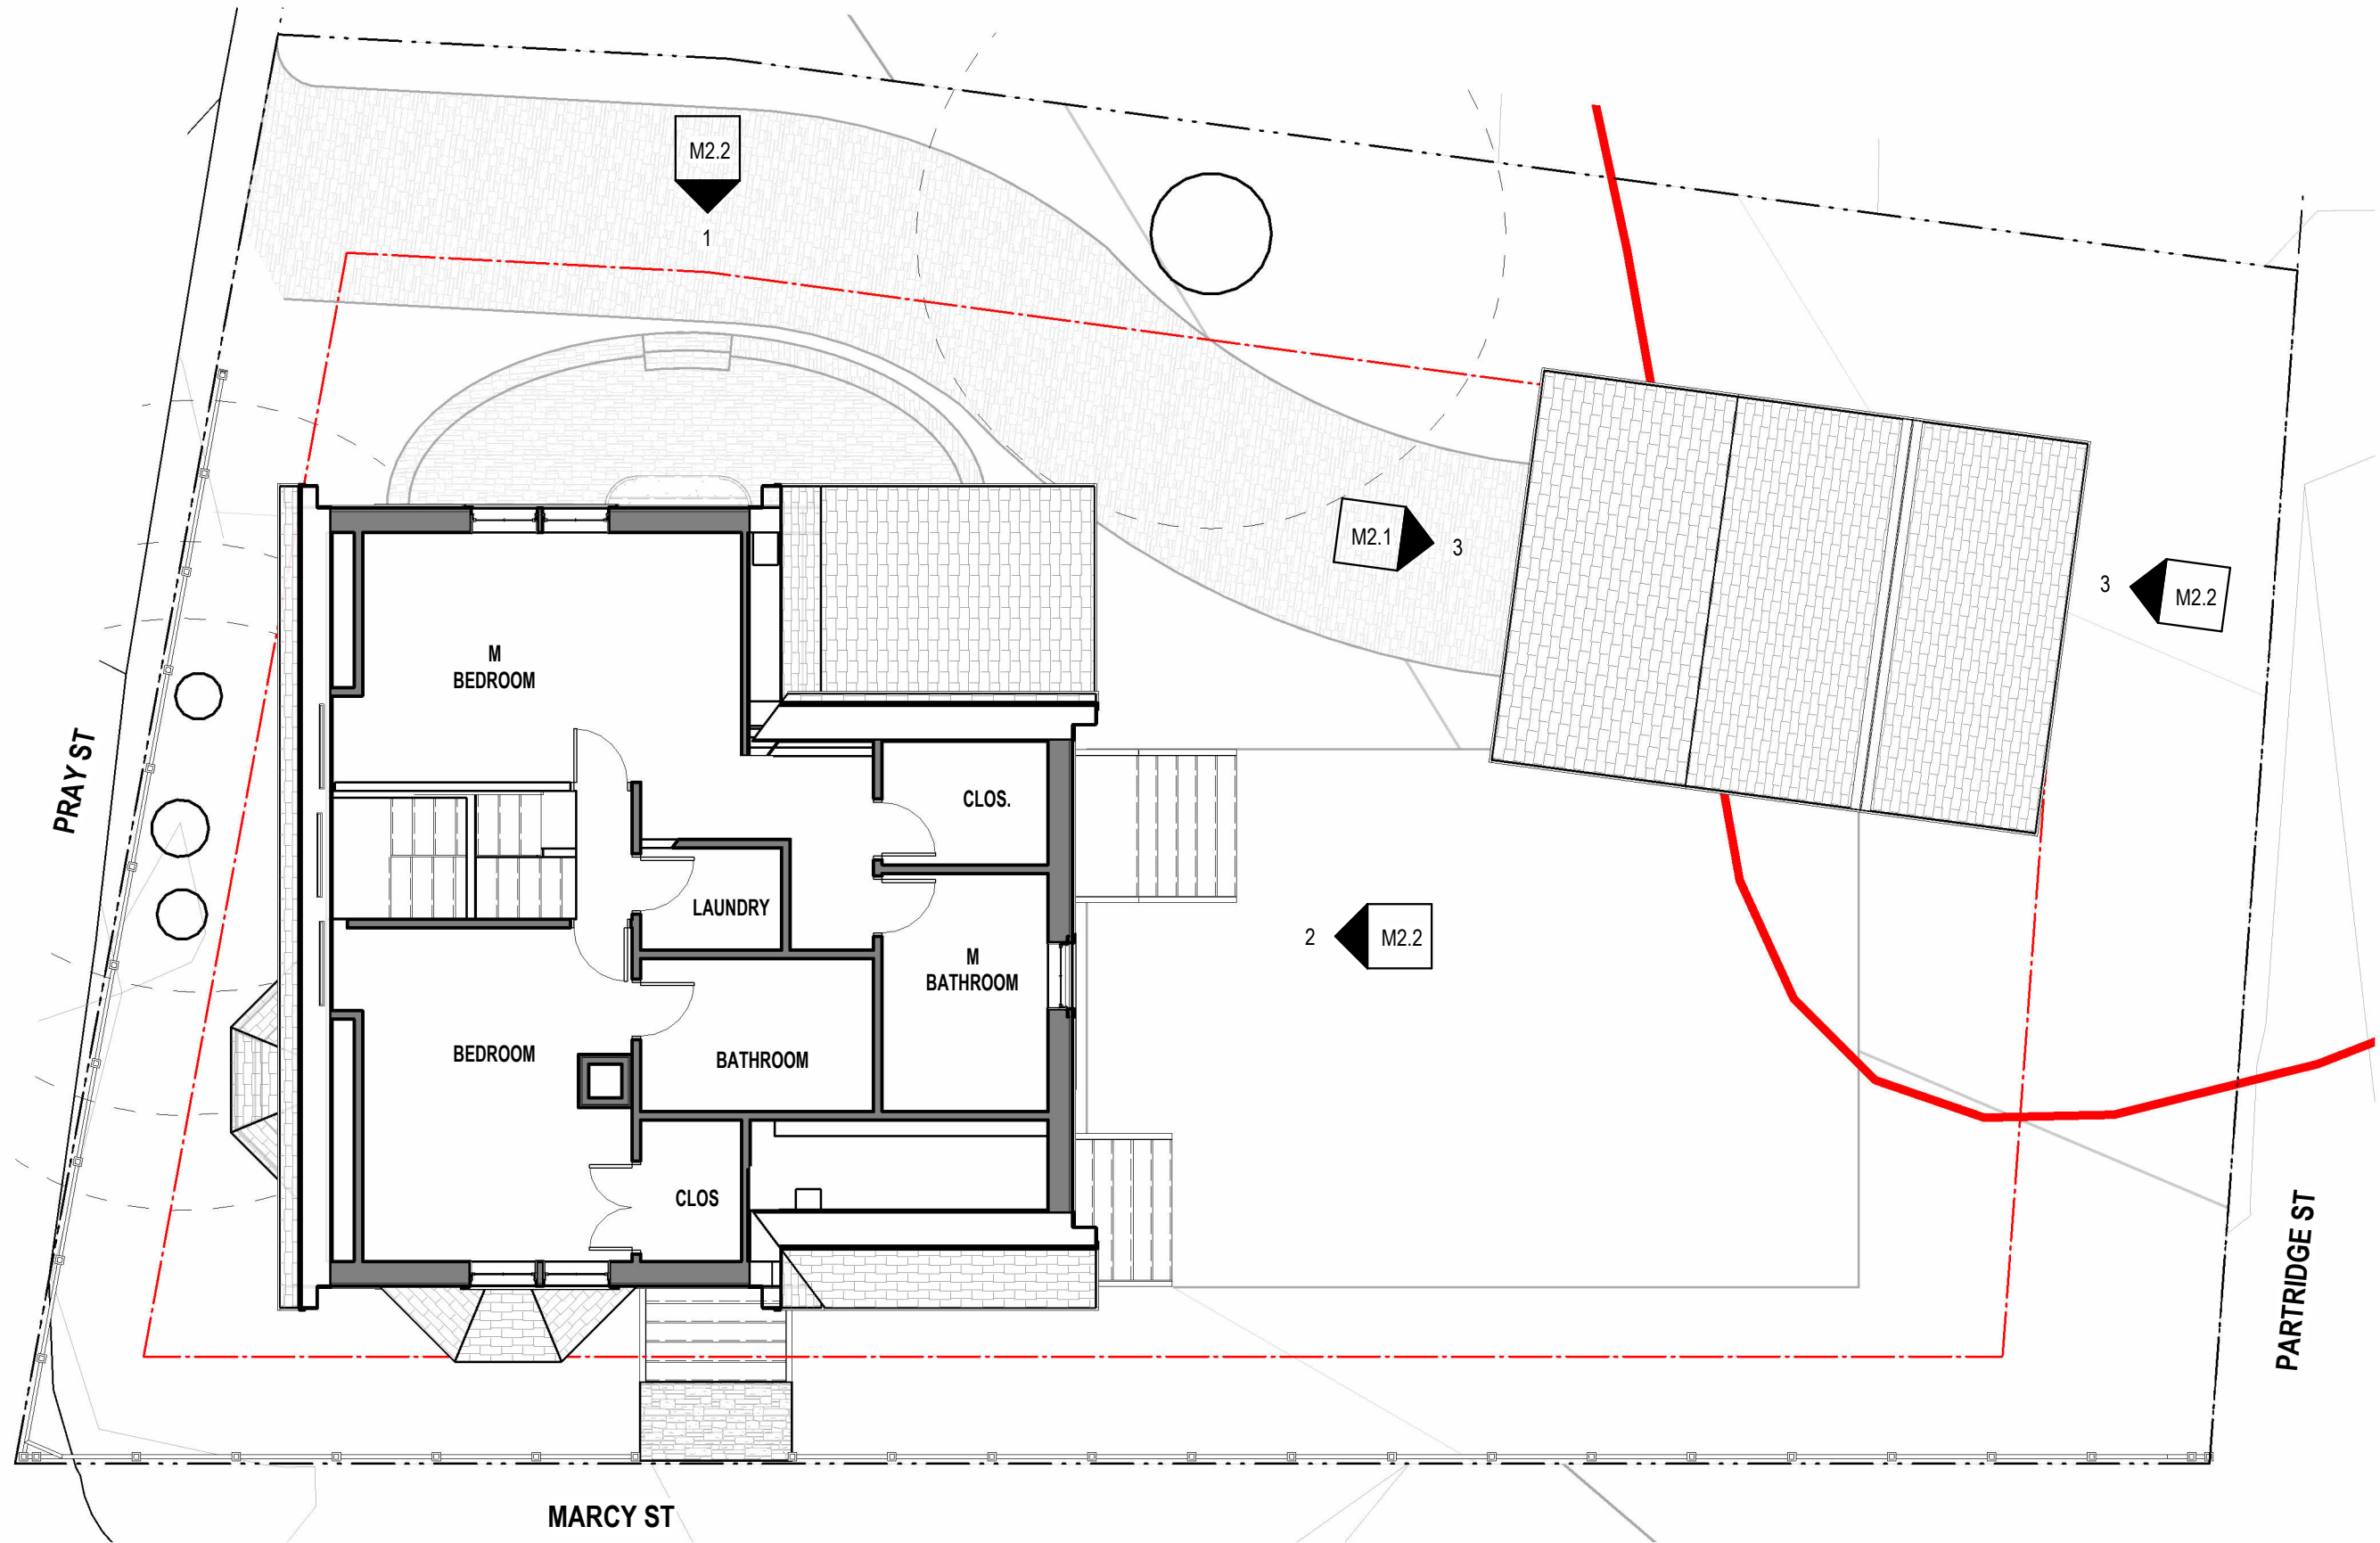 M2.2
1
M2.1
3
3
M2.2
M
BEDROOM
PRAY ST
CLOS.
LAUNDRY
2
M2.2
M
BATHROOM
BEDROOM
BATHROOM
CLOS
PARTRIDGE ST
MARCY ST